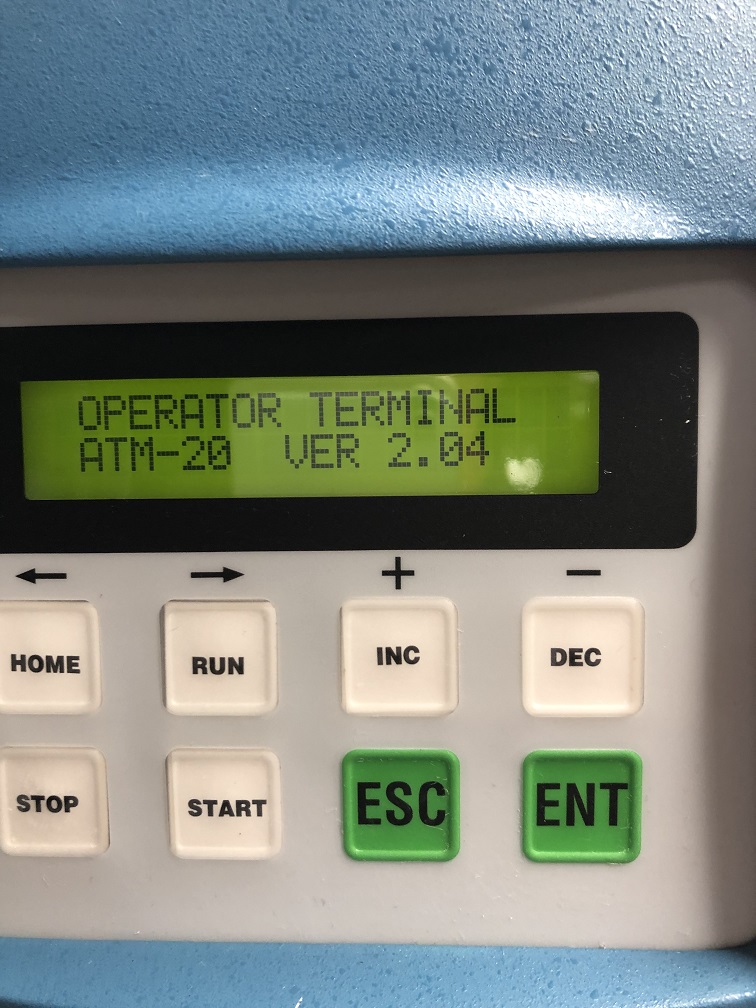 OPERATOR TERMINAL
ATM-20 VER 2.04
← → + −
HOME RUN INC DEC
STOP START ESC ENT